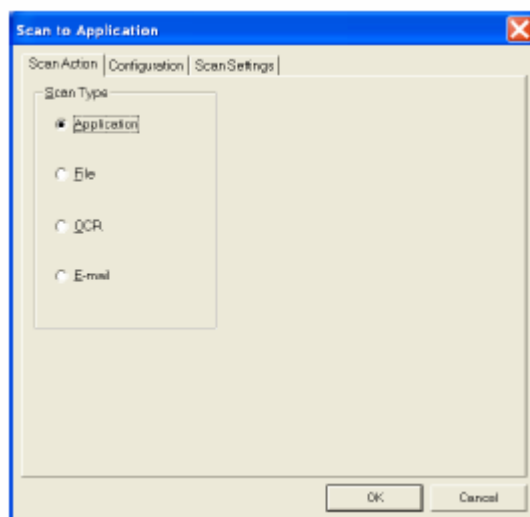 Scan to Application
Scan Action Configuration Scan Settings
Scan Type
Application
File
OCR
E-mail
OK Cancel